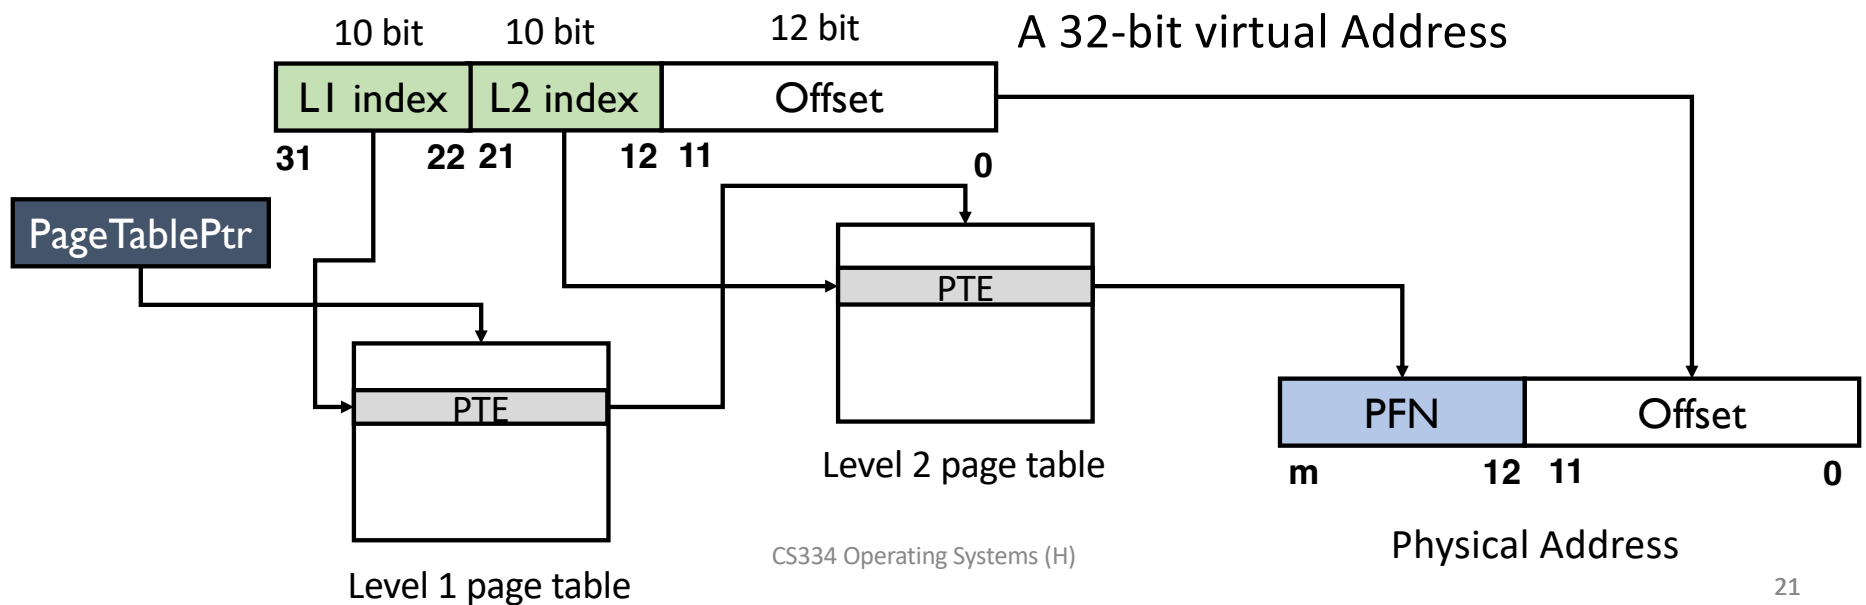 10 bit 10 bit 12 bit A 32-bit virtual Address
L1 index L2 index Offset
31 22 21 12 11 0
PageTablePtr
PTE
PTE
Level 2 page table
PFN Offset
m 12 11 0
Physical Address
CS334 Operating Systems (H)
Level 1 page table
21